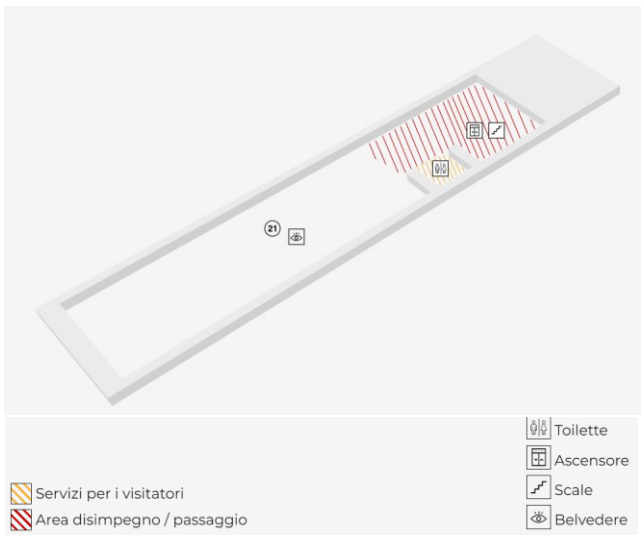 21
Toilette
Ascensore
Scale
Belvedere
Servizi per i visitatori
Area disimpegno / passaggio